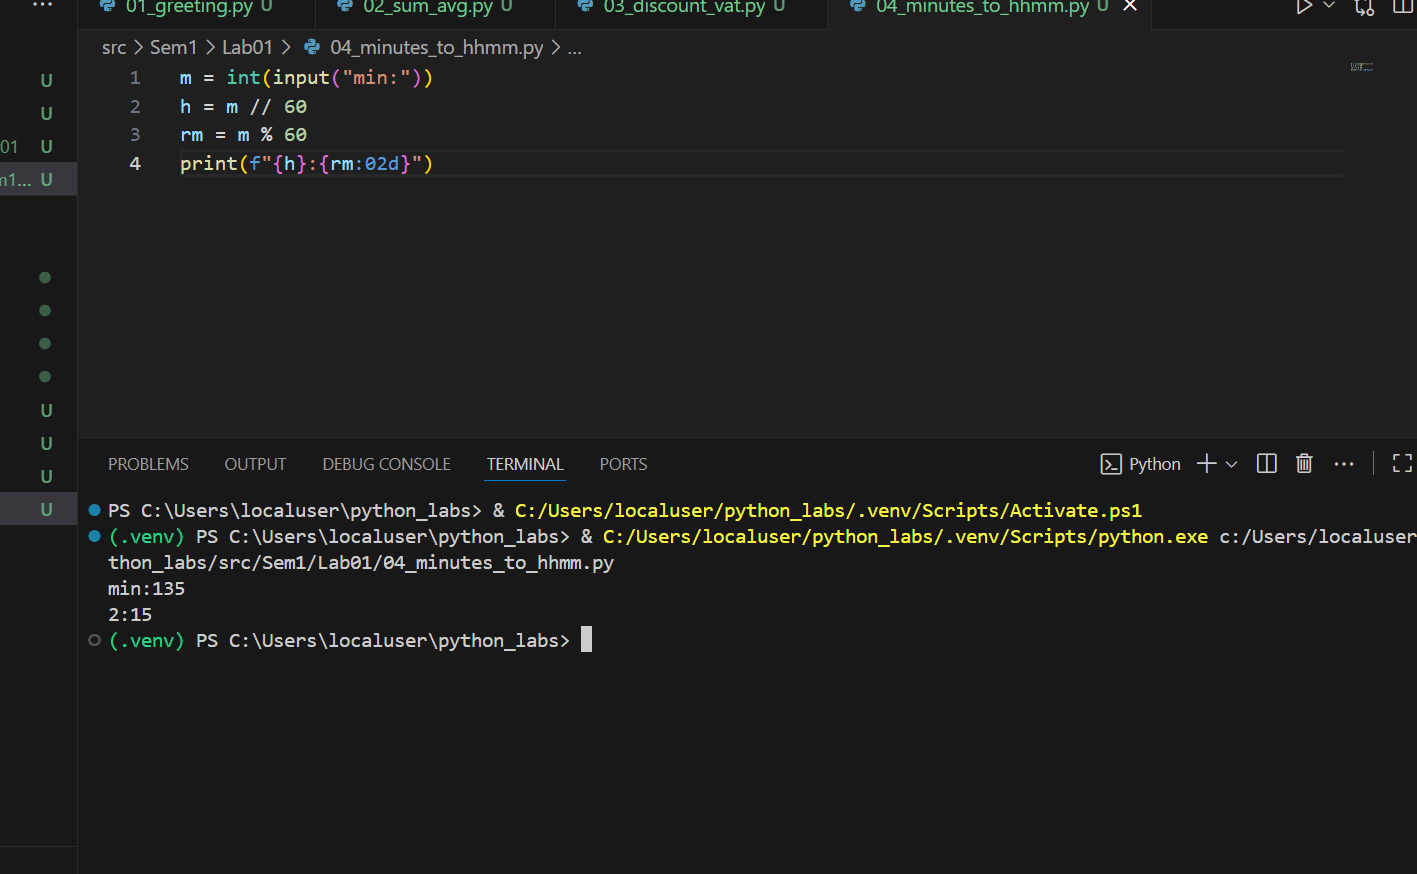 01_greeting.py U 02_sum_avg.py U 03_discount_vat.py U 04_minutes_to_hhmm.py U
src > Sem1 > Lab01 > 04_minutes_to_hhmm.py > ...
U
1 m = int(input("min:"))
U
2 h = m // 60
3 rm = m % 60
01 U
4 print(f"{h}:{rm:02d}")
m1... U
U
U
U
U
PROBLEMS OUTPUT DEBUG CONSOLE TERMINAL PORTS Python
PS C:\Users\localuser\python_labs> & C:/Users/localuser/python_labs/.venv/Scripts/Activate.ps1
(.venv) PS C:\Users\localuser\python_labs> & C:/Users/localuser/python_labs/.venv/Scripts/python.exe c:/Users/localuser
thon_labs/src/Sem1/Lab01/04_minutes_to_hhmm.py
min:135
2:15
(.venv) PS C:\Users\localuser\python_labs>